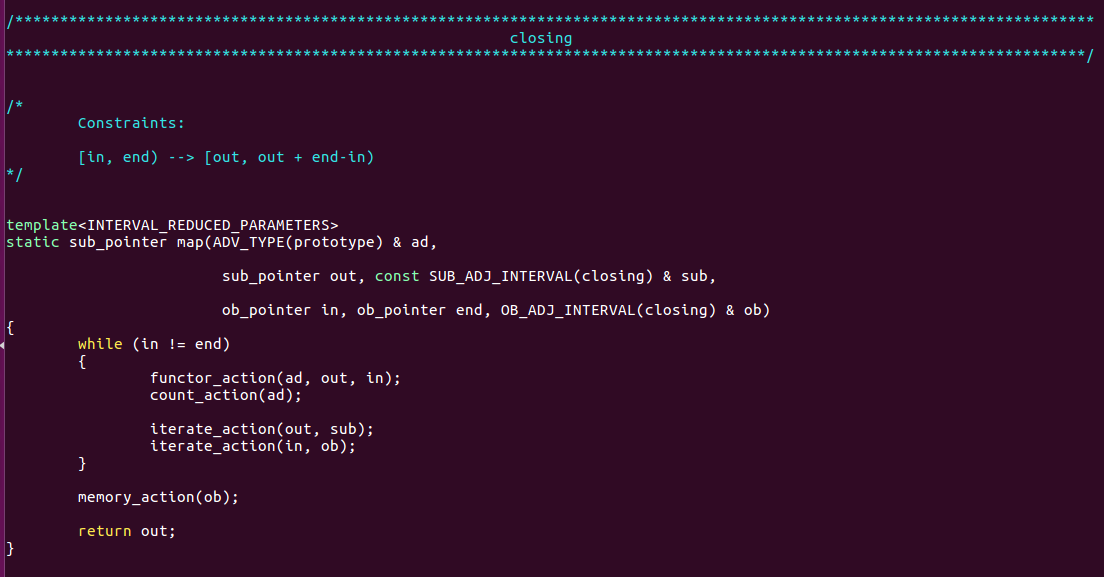 /************************************************************************************************************************
closing
************************************************************************************************************************/
/*
Constraints:
[in, end) --> [out, out + end-in)
*/
template<INTERVAL_REDUCED_PARAMETERS>
static sub_pointer map(ADV_TYPE(prototype) & ad,
sub_pointer out, const SUB_ADJ_INTERVAL(closing) & sub,
ob_pointer in, ob_pointer end, OB_ADJ_INTERVAL(closing) & ob)
{
while (in != end)
{
functor_action(ad, out, in);
count_action(ad);
iterate_action(out, sub);
iterate_action(in, ob);
}
memory_action(ob);
return out;
}